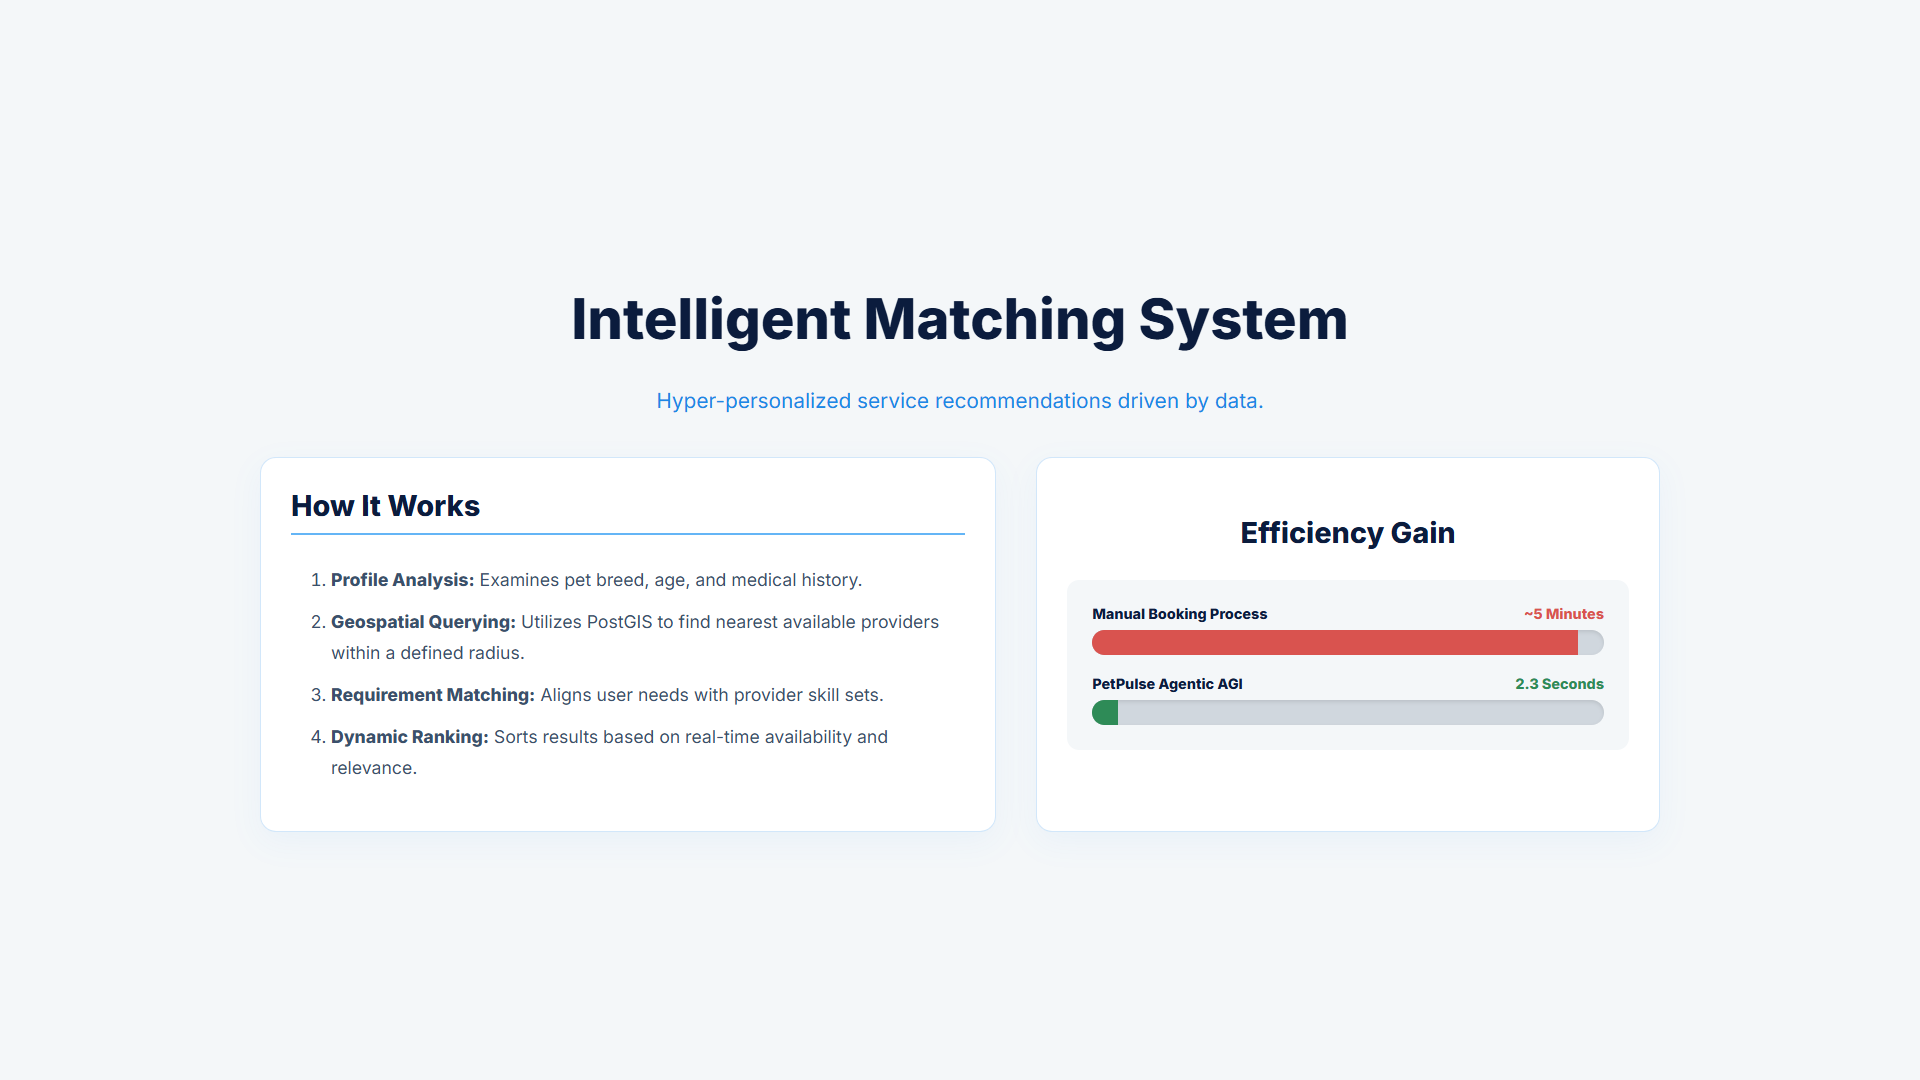 Intelligent Matching System
Hyper-personalized service recommendations driven by data.
How It Works
1. Profile Analysis: Examines pet breed, age, and medical history.
2. Geospatial Querying: Utilizes PostGIS to find nearest available providers
within a defined radius.
3. Requirement Matching: Aligns user needs with provider skill sets.
4. Dynamic Ranking: Sorts results based on real-time availability and
relevance.
Efficiency Gain
Manual Booking Process ~5 Minutes
PetPulse Agentic AGI 2.3 Seconds